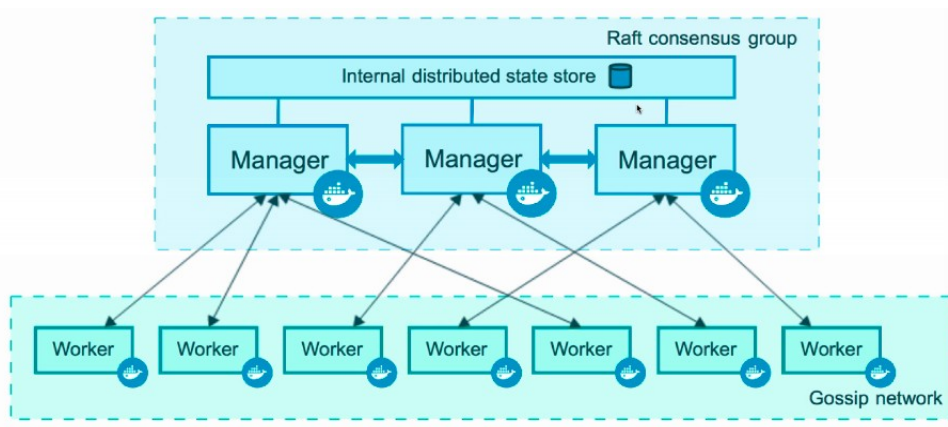 Raft consensus group
Internal distributed state store
Manager Manager Manager
Worker Worker Worker Worker Worker Worker Worker
Gossip network